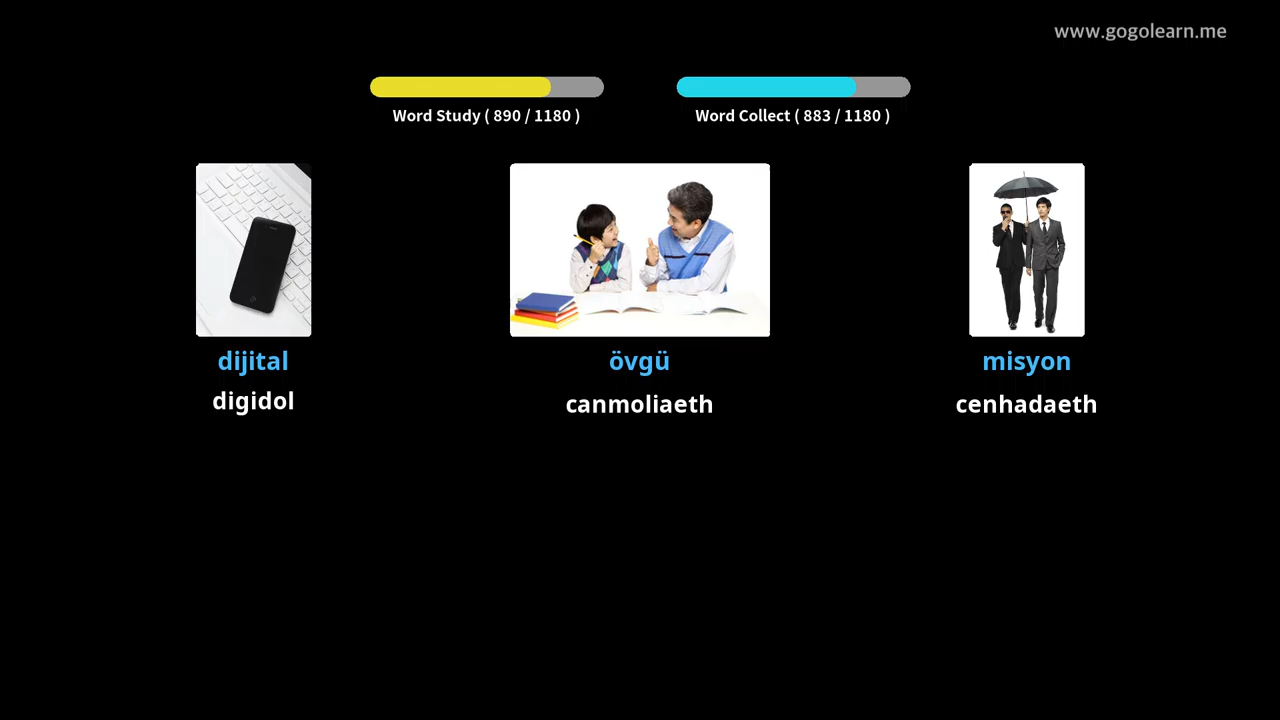 www.gogolearn.me
Word Study ( 890 / 1180 )
Word Collect ( 883 / 1180 )
dijital
övgü
misyon
digidol
canmoliaeth
cenhadaeth